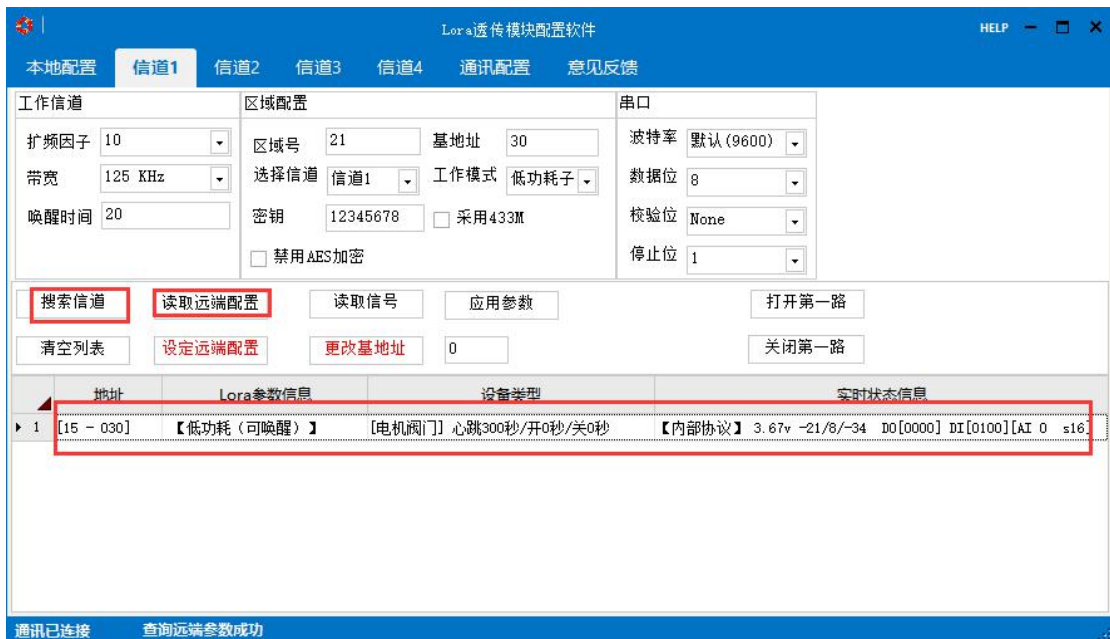 Lora透传模块配置软件 HELP
本地配置 信道1 信道2 信道3 信道4 通讯配置 意见反馈
工作信道 区域配置 串口
扩频因子 10 区域号 21 基地址 30 波特率 默认(9600)
带宽 125 KHz 选择信道 信道1 工作模式 低功耗子 数据位 8
唤醒时间 20 密钥 12345678 采用433M 校验位 None
禁用AES加密 停止位 1
搜索信道 读取远端配置 读取信号 应用参数 打开第一路
清空列表 设定远端配置 更改基地址 0 关闭第一路
地址 Lora参数信息 设备类型 实时状态信息
1 [15 - 030] 【低功耗（可唤醒）】 [电机阀门] 心跳300秒/开0秒/关0秒 【内部协议】 3.67v -21/8/-34 DO[0000] DI[0100][AI 0 s16]
通讯已连接 查询远端参数成功